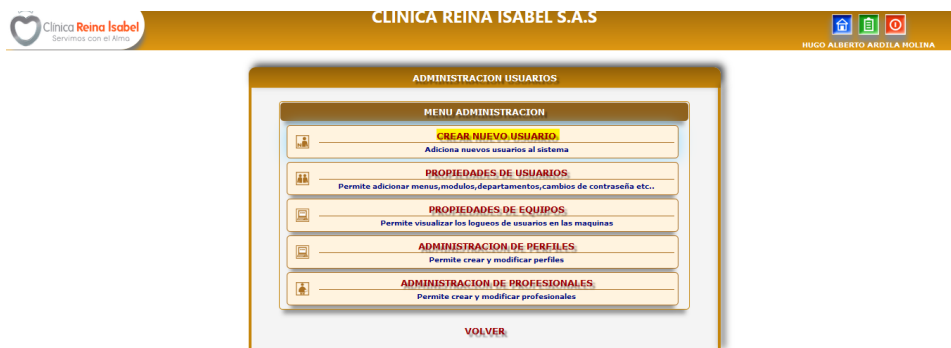 CLINICA REINA ISABEL S.A.S
Clínica Reina Isabel
Servimos con el Alma
HUGO ALBERTO ARDILA MOLINA
ADMINISTRACION USUARIOS
MENU ADMINISTRACION
CREAR NUEVO USUARIO
Adiciona nuevos usuarios al sistema
PROPIEDADES DE USUARIOS
Permite adicionar menus,modulos,departamentos,cambios de contraseña etc..
PROPIEDADES DE EQUIPOS
Permite visualizar los logueos de usuarios en las maquinas
ADMINISTRACION DE PERFILES
Permite crear y modificar perfiles
ADMINISTRACION DE PROFESIONALES
Permite crear y modificar profesionales
VOLVER